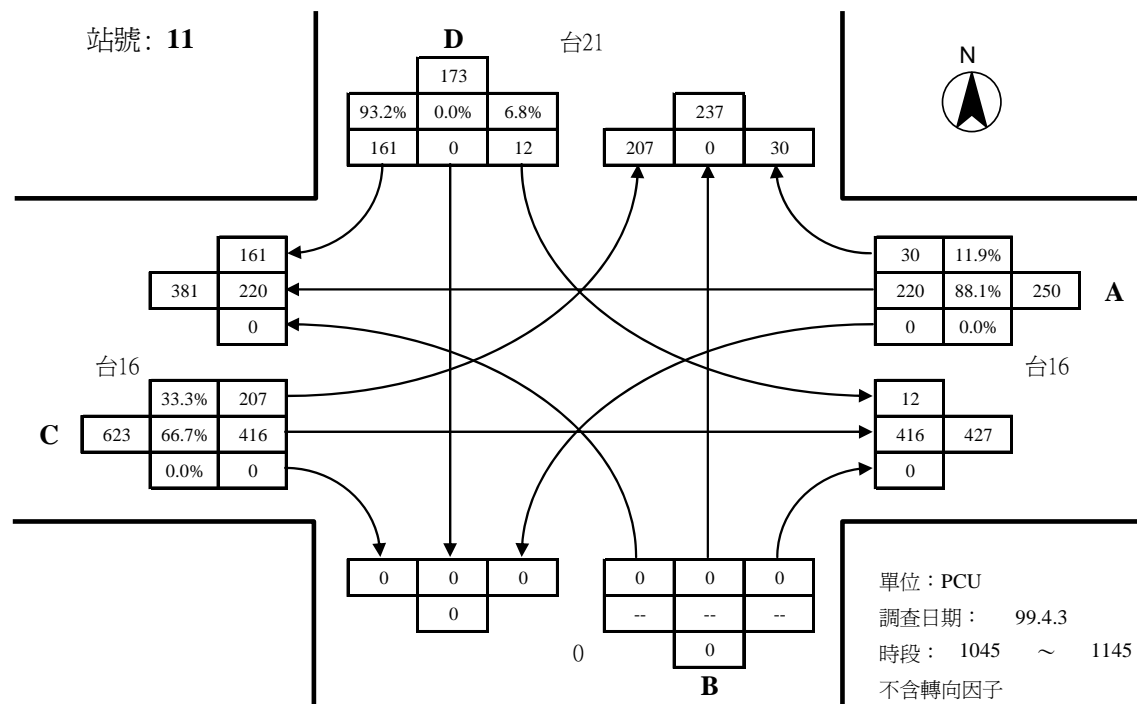 站號: 11
D
台21
N
173
93.2% 0.0% 6.8%
161 0 12
237
207 0 30
161
381 220
0
30 11.9%
220 88.1% 250
0 0.0%
A
台16
台16
33.3% 207
C 623 66.7% 416
0.0% 0
12
416 427
0
0 0 0
0
0 0 0
-- -- --
0
0
B
單位：PCU
調查日期： 99.4.3
時段： 1045 ～ 1145
不含轉向因子